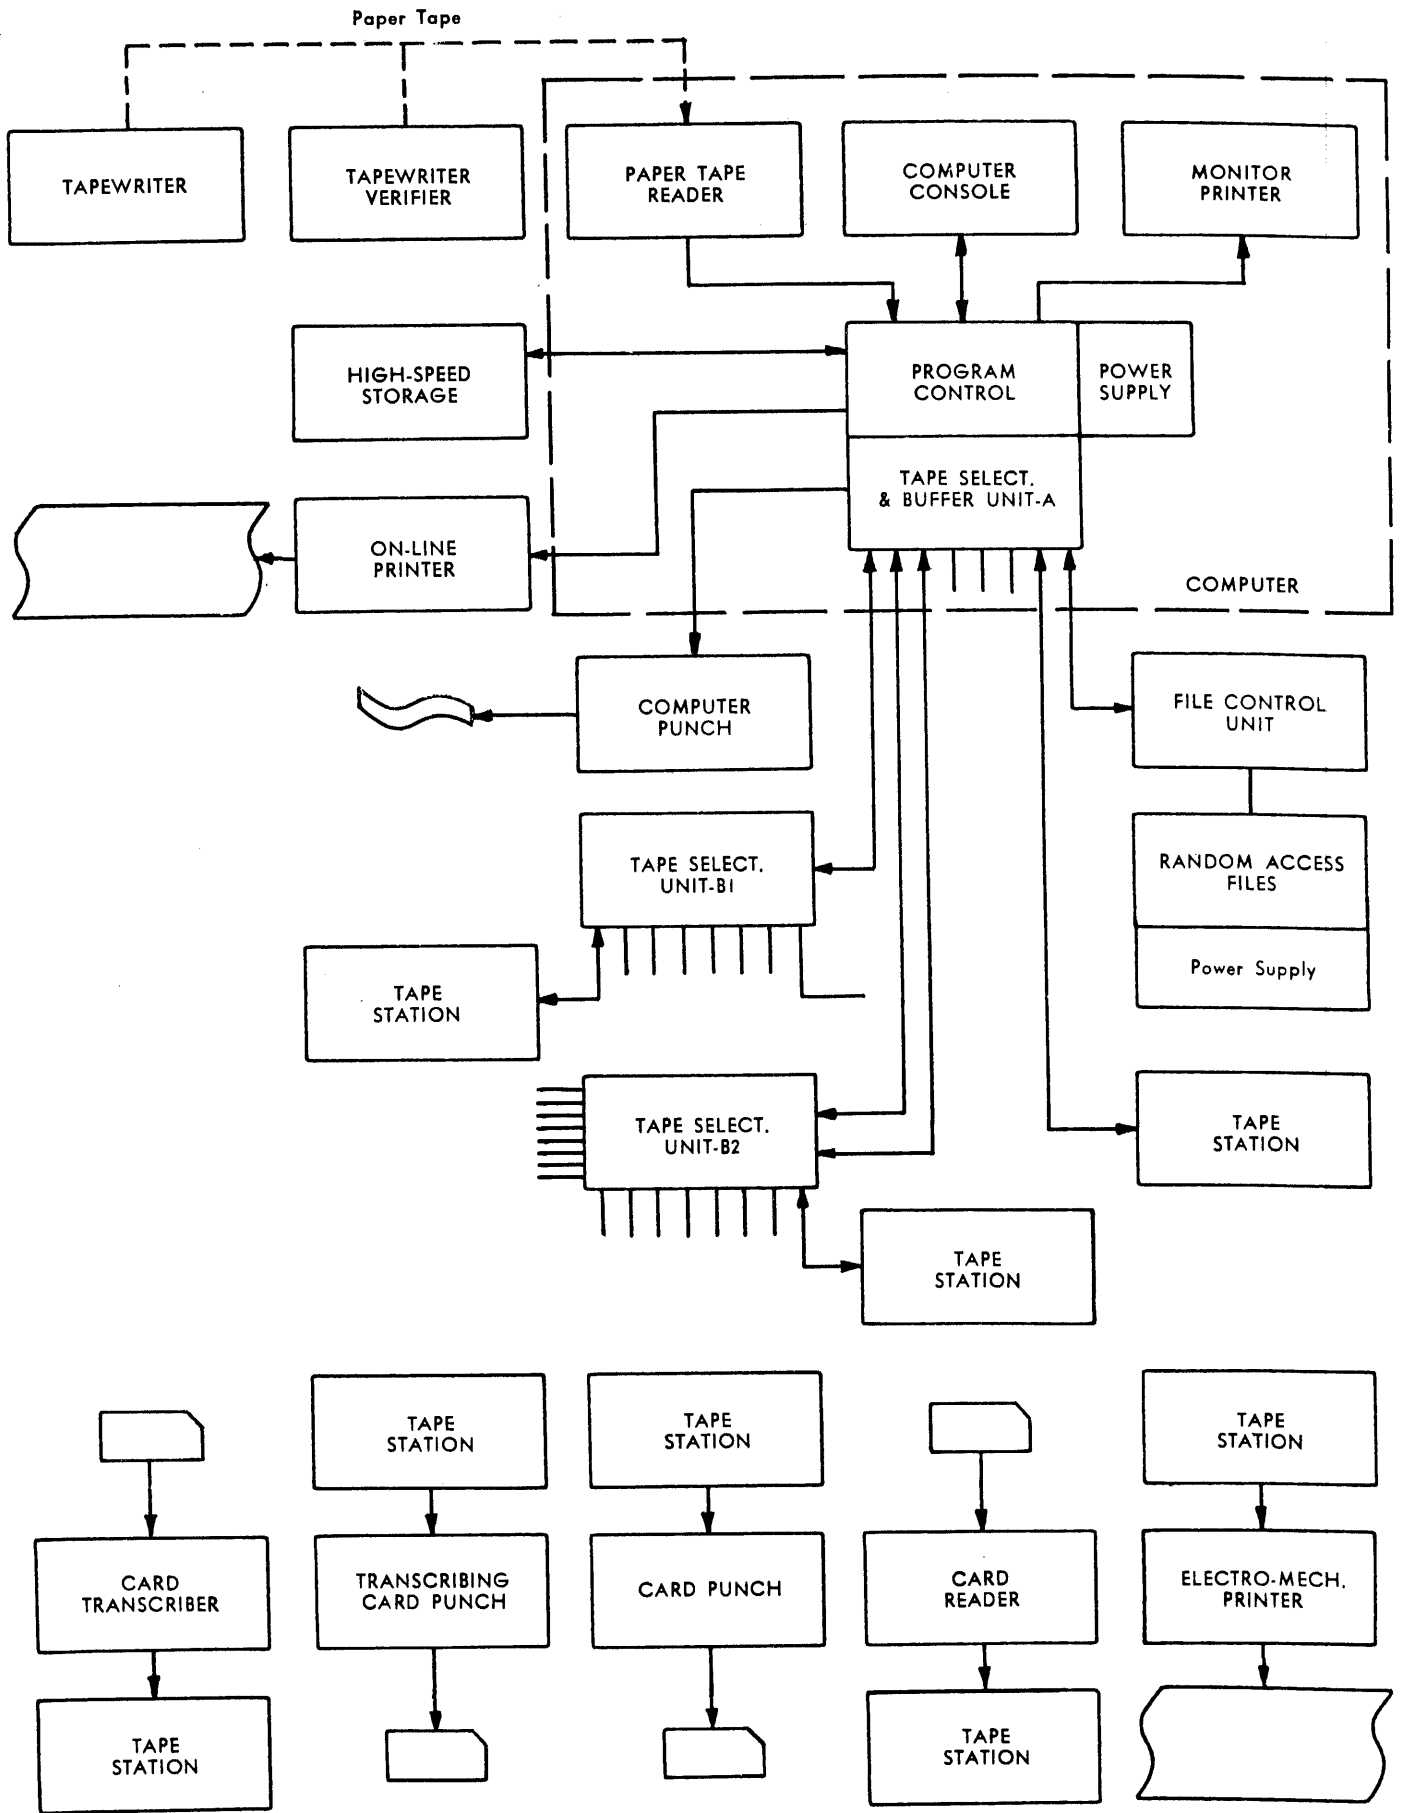 Paper Tape
TAPEWRITER
TAPEWRITER
VERIFIER
PAPER TAPE
READER
COMPUTER
CONSOLE
MONITOR
PRINTER
HIGH-SPEED
STORAGE
PROGRAM
CONTROL
POWER
SUPPLY
TAPE SELECT.
& BUFFER UNIT-A
ON-LINE
PRINTER
COMPUTER
COMPUTER
PUNCH
FILE CONTROL
UNIT
TAPE SELECT.
UNIT-B1
RANDOM ACCESS
FILES
Power Supply
TAPE
STATION
TAPE SELECT.
UNIT-B2
TAPE
STATION
TAPE
STATION
TAPE
STATION
TAPE
STATION
TAPE
STATION
CARD
TRANSCRIBER
TRANSCRIBING
CARD PUNCH
CARD PUNCH
CARD
READER
ELECTRO-MECH.
PRINTER
TAPE
STATION
TAPE
STATION